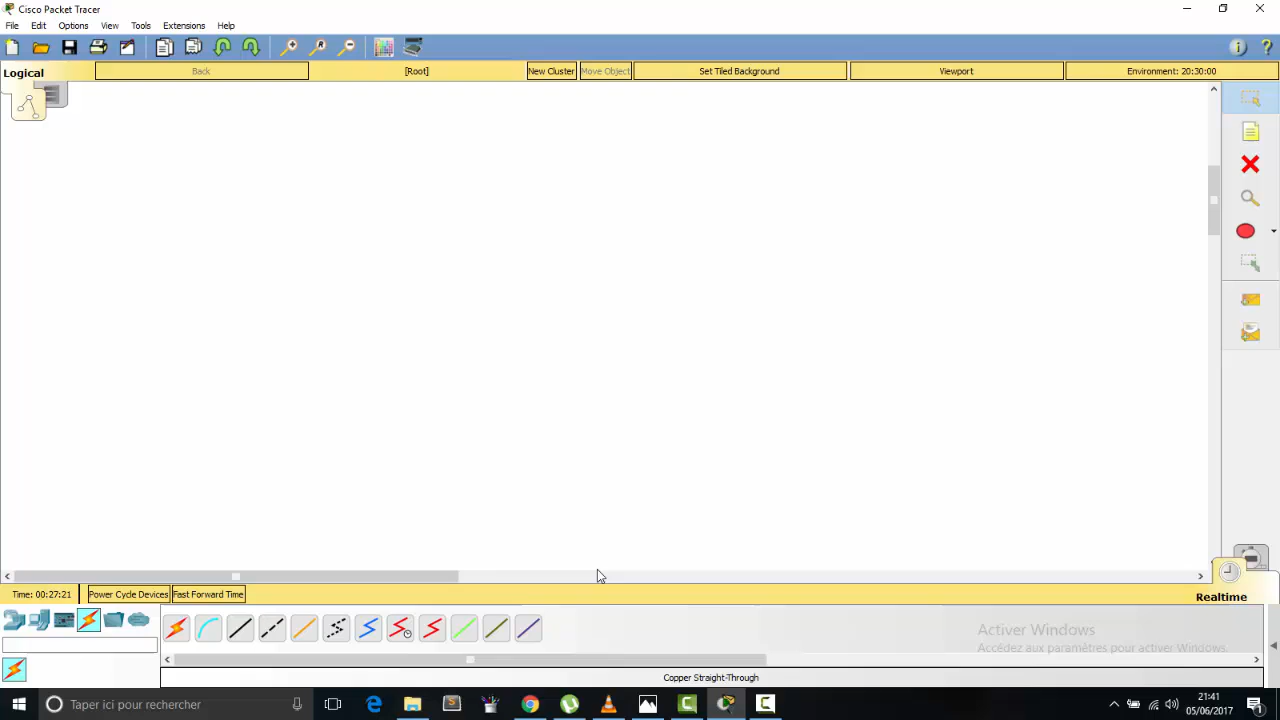 Cisco Packet Tracer
File Edit Options View Tools Extensions Help
Logical Back [Root] New Cluster Move Object Set Tiled Background Viewport Environment: 20:30:00
Time: 00:27:21 Power Cycle Devices Fast Forward Time
Realtime
Activer Windows
Accédez aux paramètres pour activer Windows.
Copper Straight-Through
Taper ici pour rechercher
21:41
05/06/2017